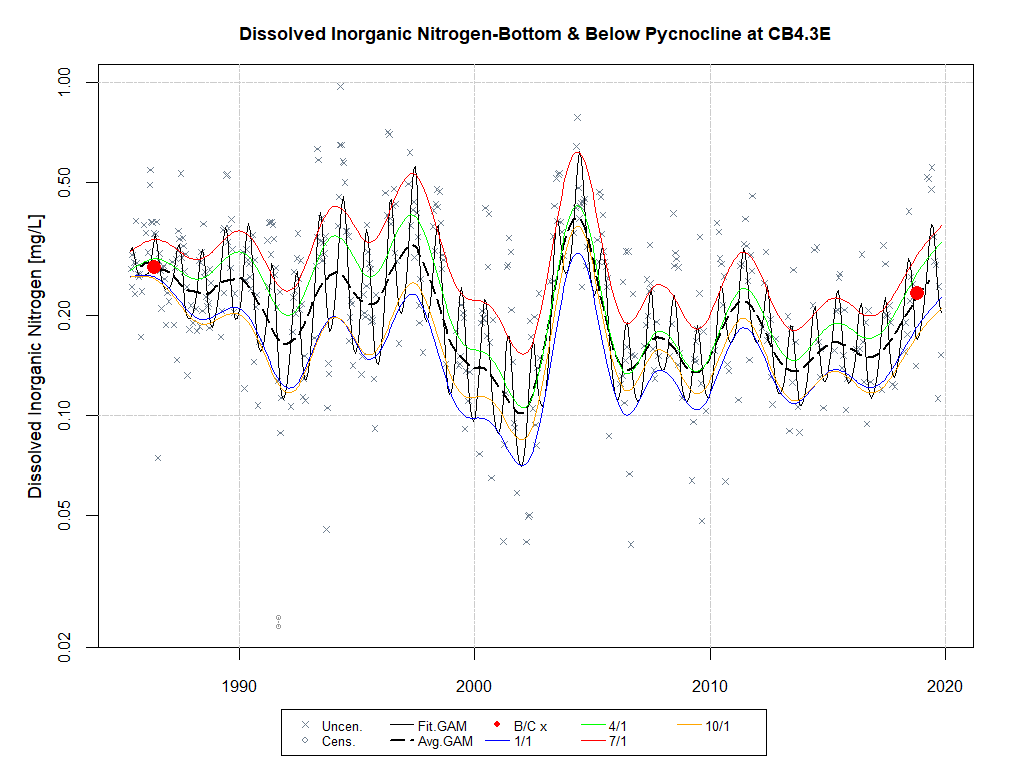 Dissolved Inorganic Nitrogen-Bottom & Below Pycnocline at CB4.3E
Dissolved Inorganic Nitrogen [mg/L]
1.00
0.50
0.20
0.10
0.05
0.02
1990 2000 2010 2020
Uncen. Fit.GAM B/C x 4/1 10/1
Cens. Avg.GAM 1/1 7/1